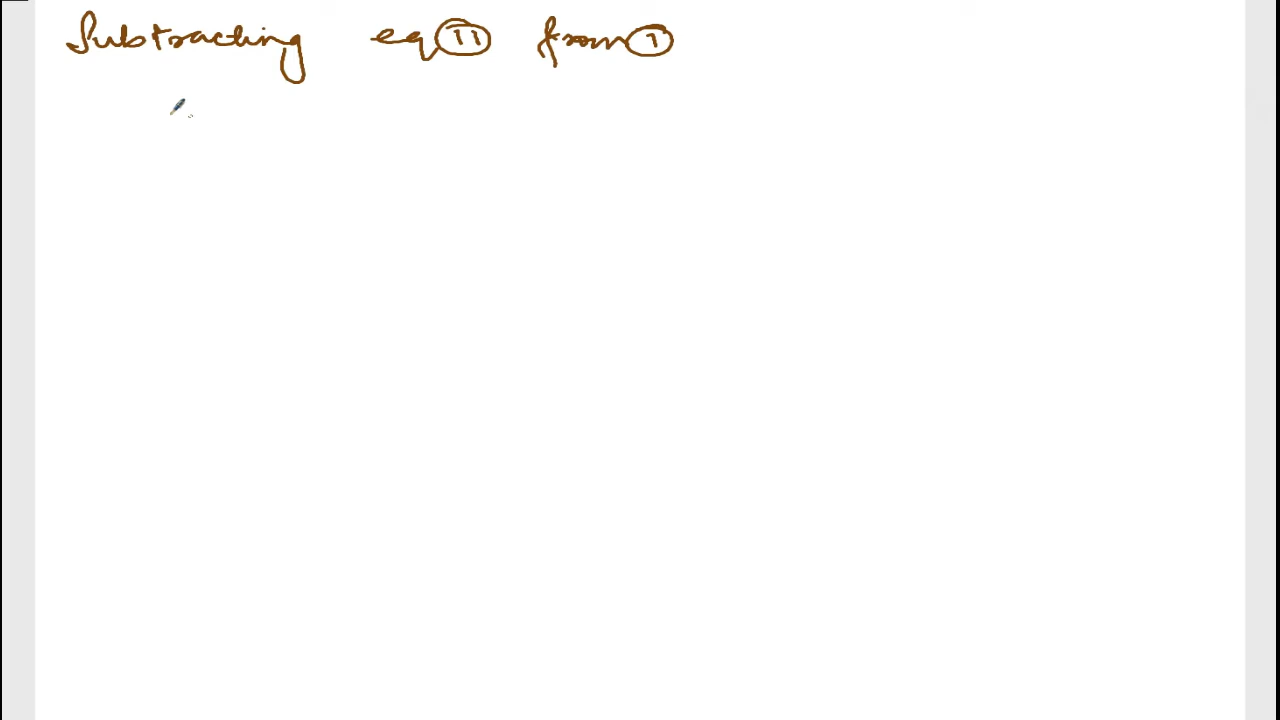 Subtracting eq (ii) from (i)